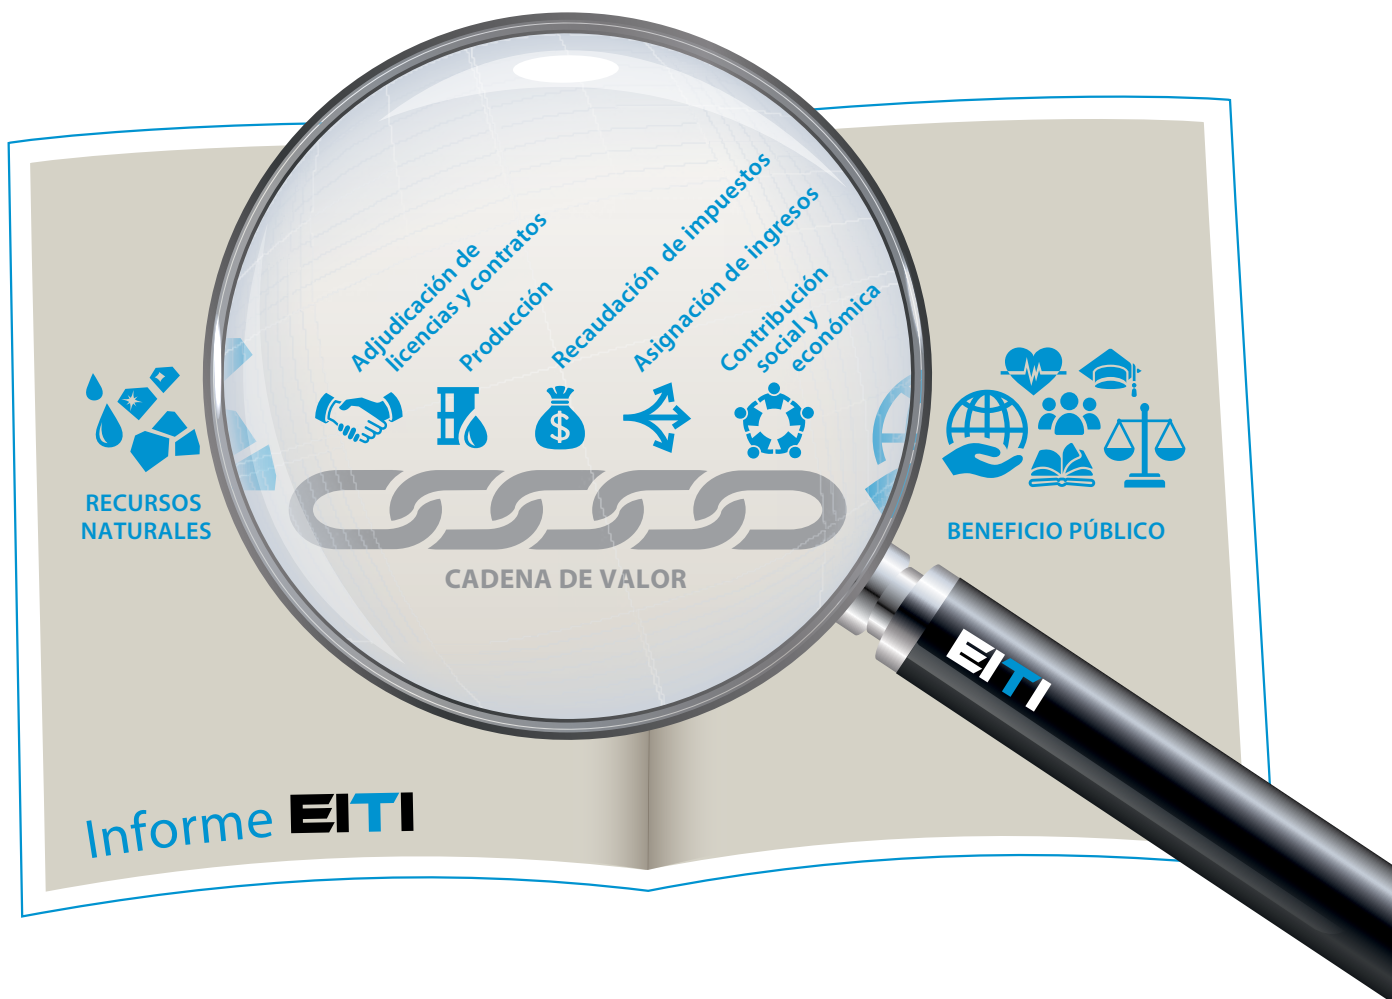 Adjudicación de
licencias y contratos
Producción
Recaudación de impuestos
Asignación de ingresos
Contribución
social y
económica
$
RECURSOS
NATURALES
CADENA DE VALOR
BENEFICIO PÚBLICO
EITI
Informe EITI